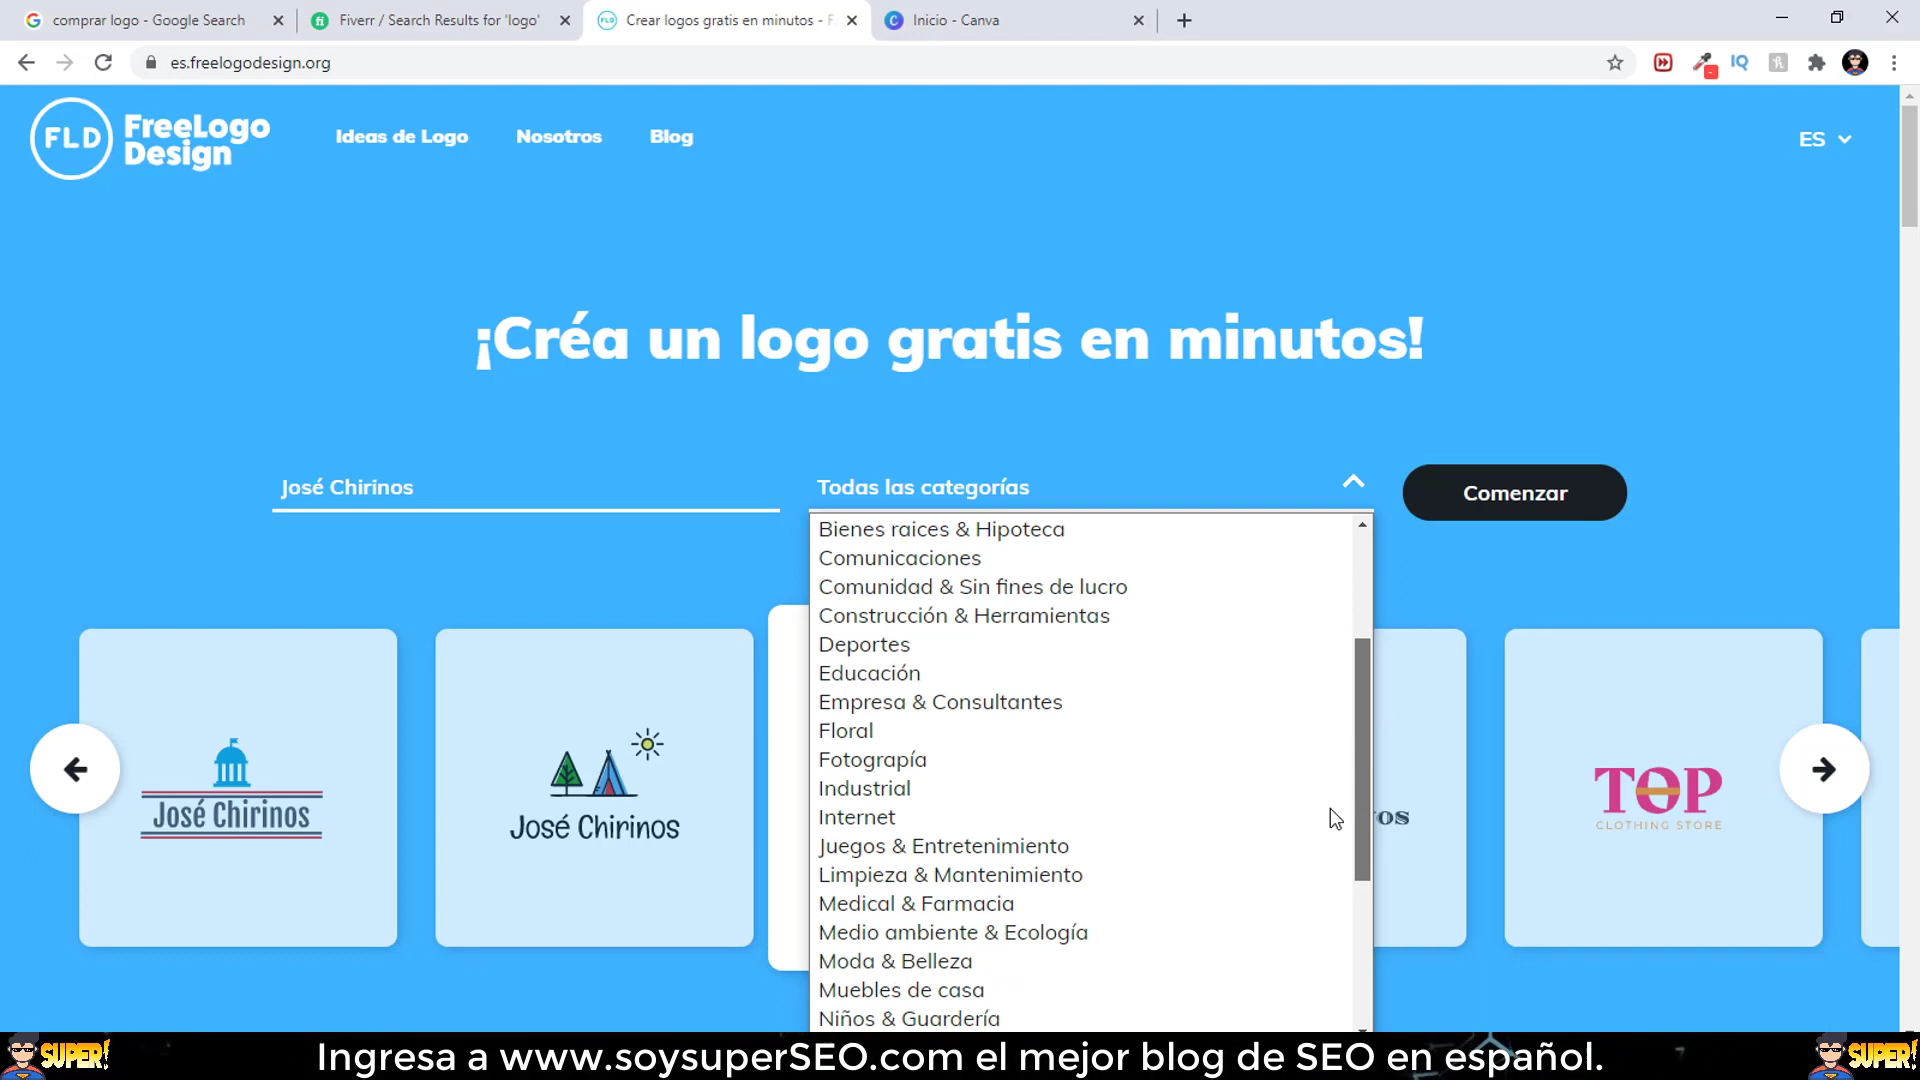 comprar logo - Google Search
Fiverr / Search Results for 'logo'
Crear logos gratis en minutos - F
Inicio - Canva
es.freelogodesign.org
IQ
FLD
FreeLogo
Design
Ideas de Logo
Nosotros
Blog
ES
¡Créa un logo gratis en minutos!
José Chirinos
Todas las categorías
Comenzar
Bienes raices & Hipoteca
Comunicaciones
Comunidad & Sin fines de lucro
Construcción & Herramientas
Deportes
Educación
Empresa & Consultantes
Floral
Fotograpía
Industrial
Internet
Juegos & Entretenimiento
Limpieza & Mantenimiento
Medical & Farmacia
Medio ambiente & Ecología
Moda & Belleza
Muebles de casa
Niños & Guardería
José Chirinos
José Chirinos
os
TOP
CLOTHING STORE
SUPER!
Ingresa a www.soysuperSEO.com el mejor blog de SEO en español.
SUPER!